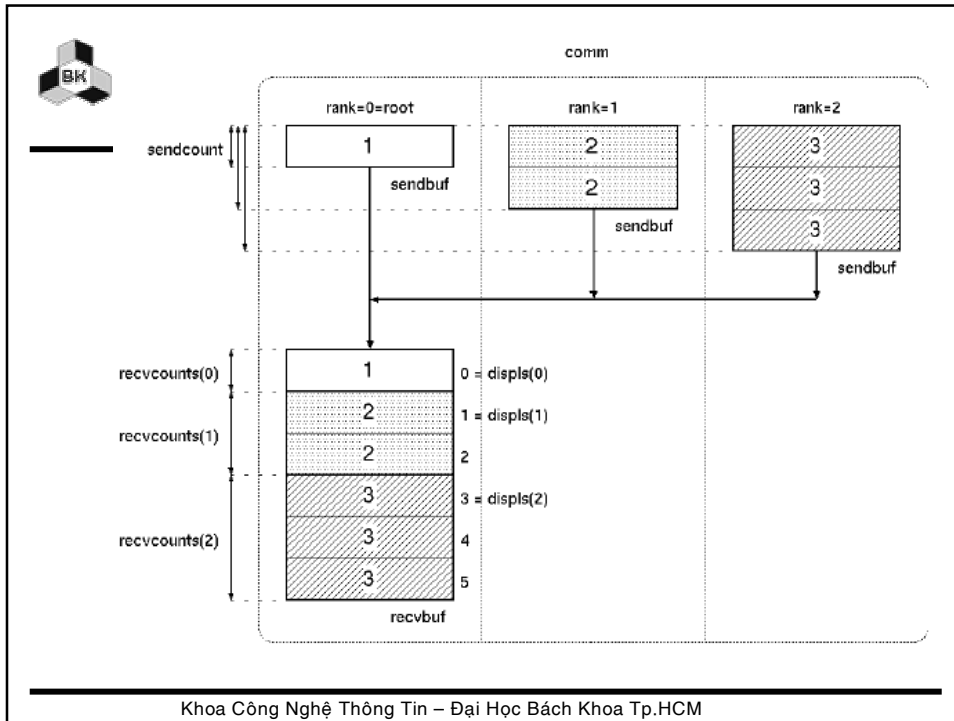 BK
comm
rank=0=root
rank=1
rank=2
sendcount
1
2
3
sendbuf
2
3
sendbuf
3
sendbuf
recvcounts(0)
1
0 = displs(0)
recvcounts(1)
2
1 = displs(1)
2
2
recvcounts(2)
3
3 = displs(2)
3
4
3
5
recvbuf
Khoa Công Nghệ Thông Tin – Đại Học Bách Khoa Tp.HCM